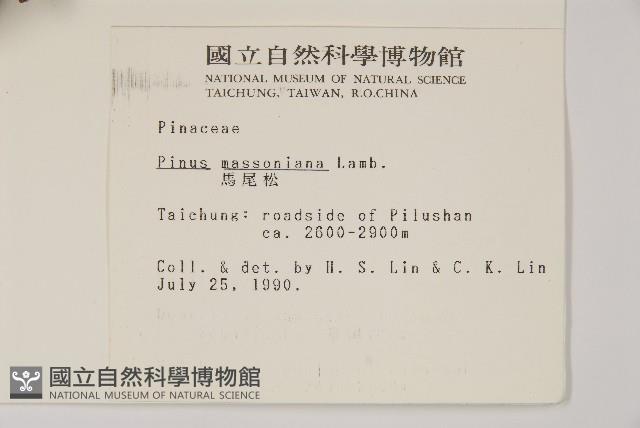 國立自然科學博物館
NATIONAL MUSEUM OF NATURAL SCIENCE
TAICHUNG, TAIWAN, R.O.CHINA
Pinaceae
Pinus massoniana Lamb.
馬尾松
Taichung: roadside of Pilushan
ca. 2600-2900m
Coll. & det. by H. S. Lin & C. K. Lin
July 25, 1990.
國立自然科學博物館
NATIONAL MUSEUM OF NATURAL SCIENCE